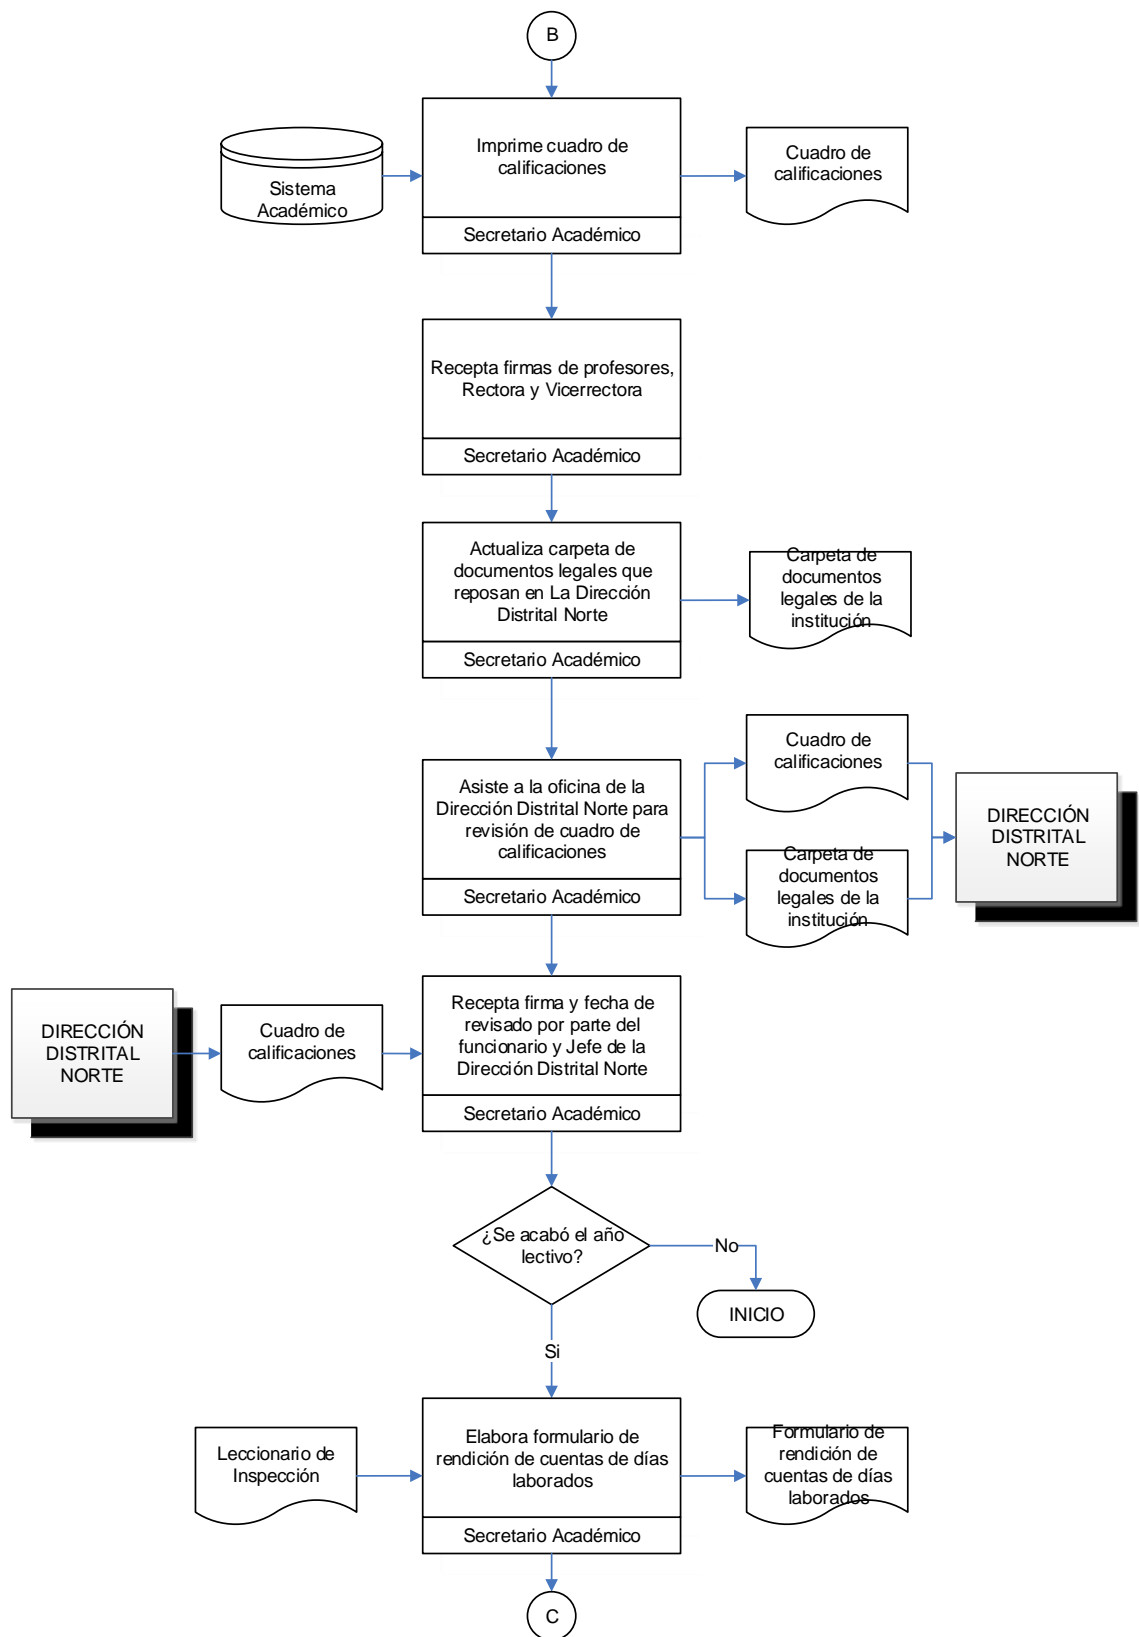 B
Imprime cuadro de
calificaciones
Secretario Académico
Sistema
Académico
Cuadro de
calificaciones
Recepta firmas de profesores,
Rectora y Vicerrectora
Secretario Académico
Actualiza carpeta de
documentos legales que
reposan en La Dirección
Distrital Norte
Secretario Académico
Carpeta de
documentos
legales de la
institución
Asiste a la oficina de la
Dirección Distrital Norte para
revisión de cuadro de
calificaciones
Secretario Académico
Cuadro de
calificaciones
Carpeta de
documentos
legales de la
institución
DIRECCIÓN
DISTRITAL
NORTE
DIRECCIÓN
DISTRITAL
NORTE
Cuadro de
calificaciones
Recepta firma y fecha de
revisado por parte del
funcionario y Jefe de la
Dirección Distrital Norte
Secretario Académico
¿Se acabó el año
lectivo?
No
INICIO
Si
Leccionario de
Inspección
Elabora formulario de
rendición de cuentas de días
laborados
Secretario Académico
Formulario de
rendición de
cuentas de días
laborados
C